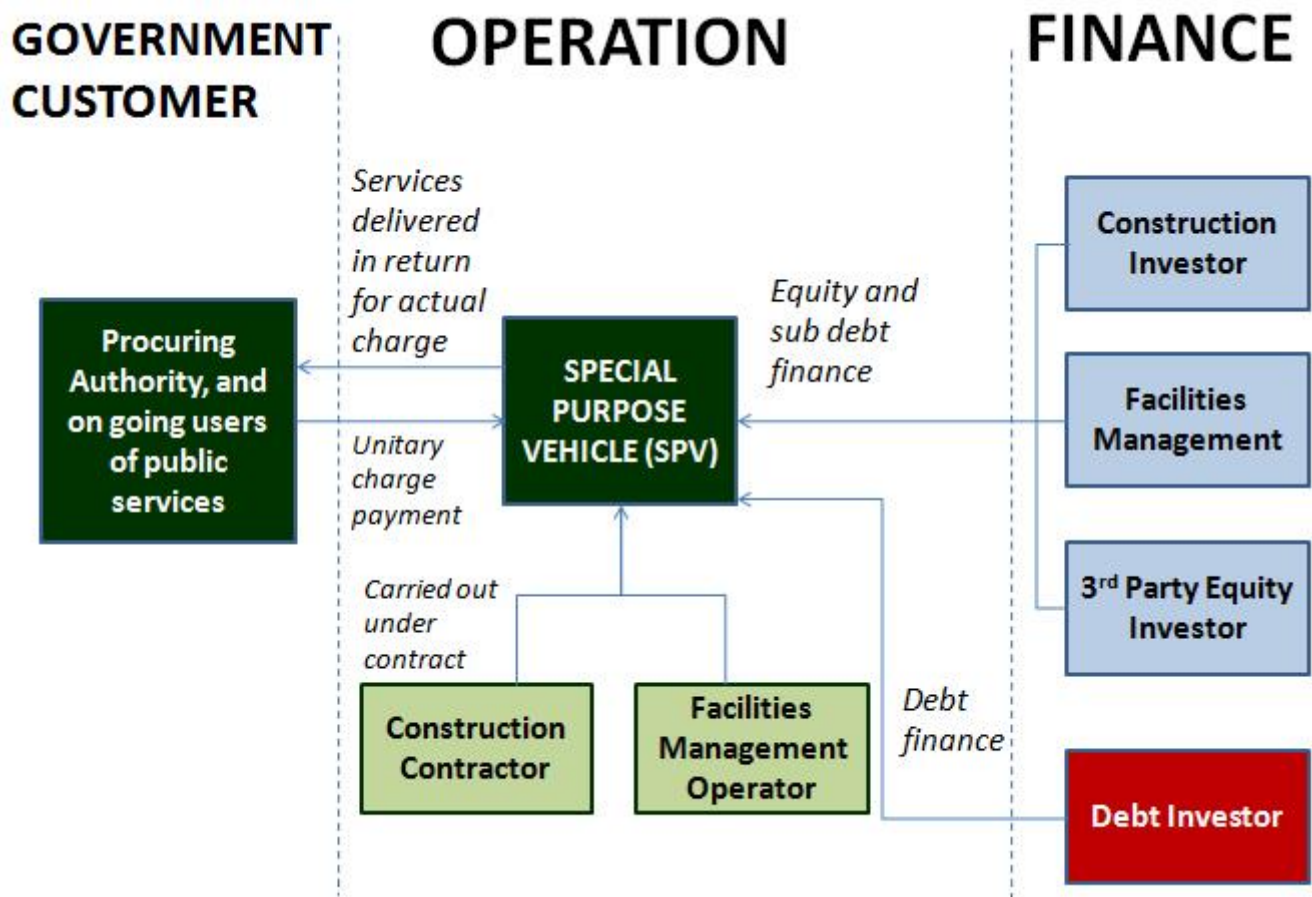 GOVERNMENT
CUSTOMER
OPERATION
FINANCE
Services
delivered
in return
for actual
charge
Procuring
Authority, and
on going users
of public
services
Unitary
charge
payment
SPECIAL
PURPOSE
VEHICLE (SPV)
Equity and
sub debt
finance
Carried out
under
contract
Construction
Contractor
Facilities
Management
Operator
Debt
finance
Construction
Investor
Facilities
Management
3rd Party Equity
Investor
Debt Investor